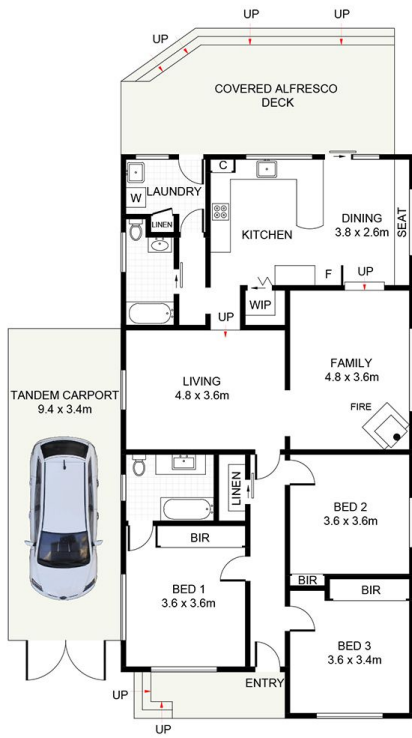 UP
UP
UP
COVERED ALFRESCO
DECK
C
LAUNDRY
W
LINEN
KITCHEN
DINING
3.8 x 2.6m
SEAT
F
UP
WIP
UP
LIVING
4.8 x 3.6m
FAMILY
4.8 x 3.6m
FIRE
TANDEM CARPORT
9.4 x 3.4m
LINEN
BED 2
3.6 x 3.6m
BIR
BIR
BIR
BED 1
3.6 x 3.6m
BED 3
3.6 x 3.4m
ENTRY
UP
UP